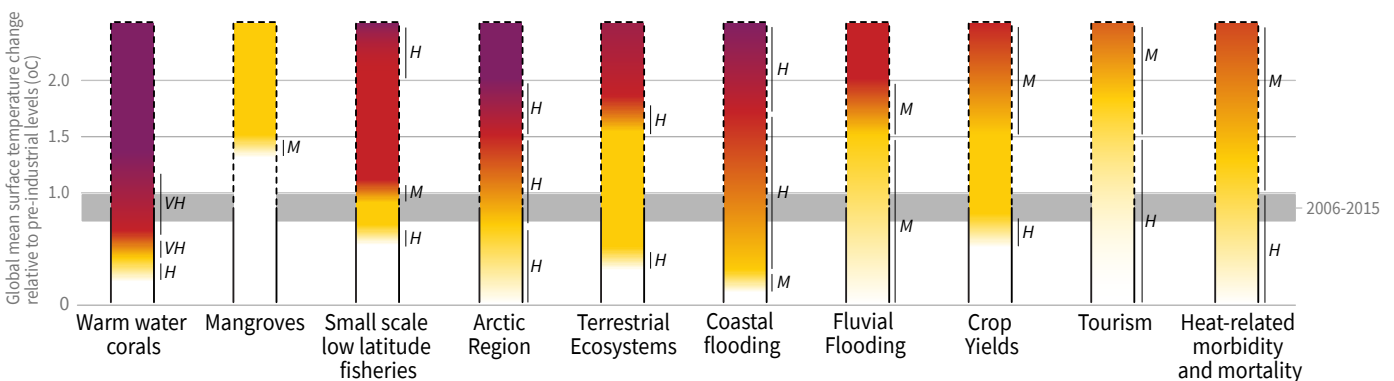 Global mean surface temperature change
relative to pre-industrial levels (oC)
2.0
1.5
1.0
0
2006-2015
VH
VH
H
M
H
M
H
H
H
H
H
H
H
H
M
M
M
M
H
M
H
M
H
Warm water
corals
Mangroves
Small scale
low latitude
fisheries
Arctic
Region
Terrestrial
Ecosystems
Coastal
flooding
Fluvial
Flooding
Crop
Yields
Tourism
Heat-related
morbidity
and mortality